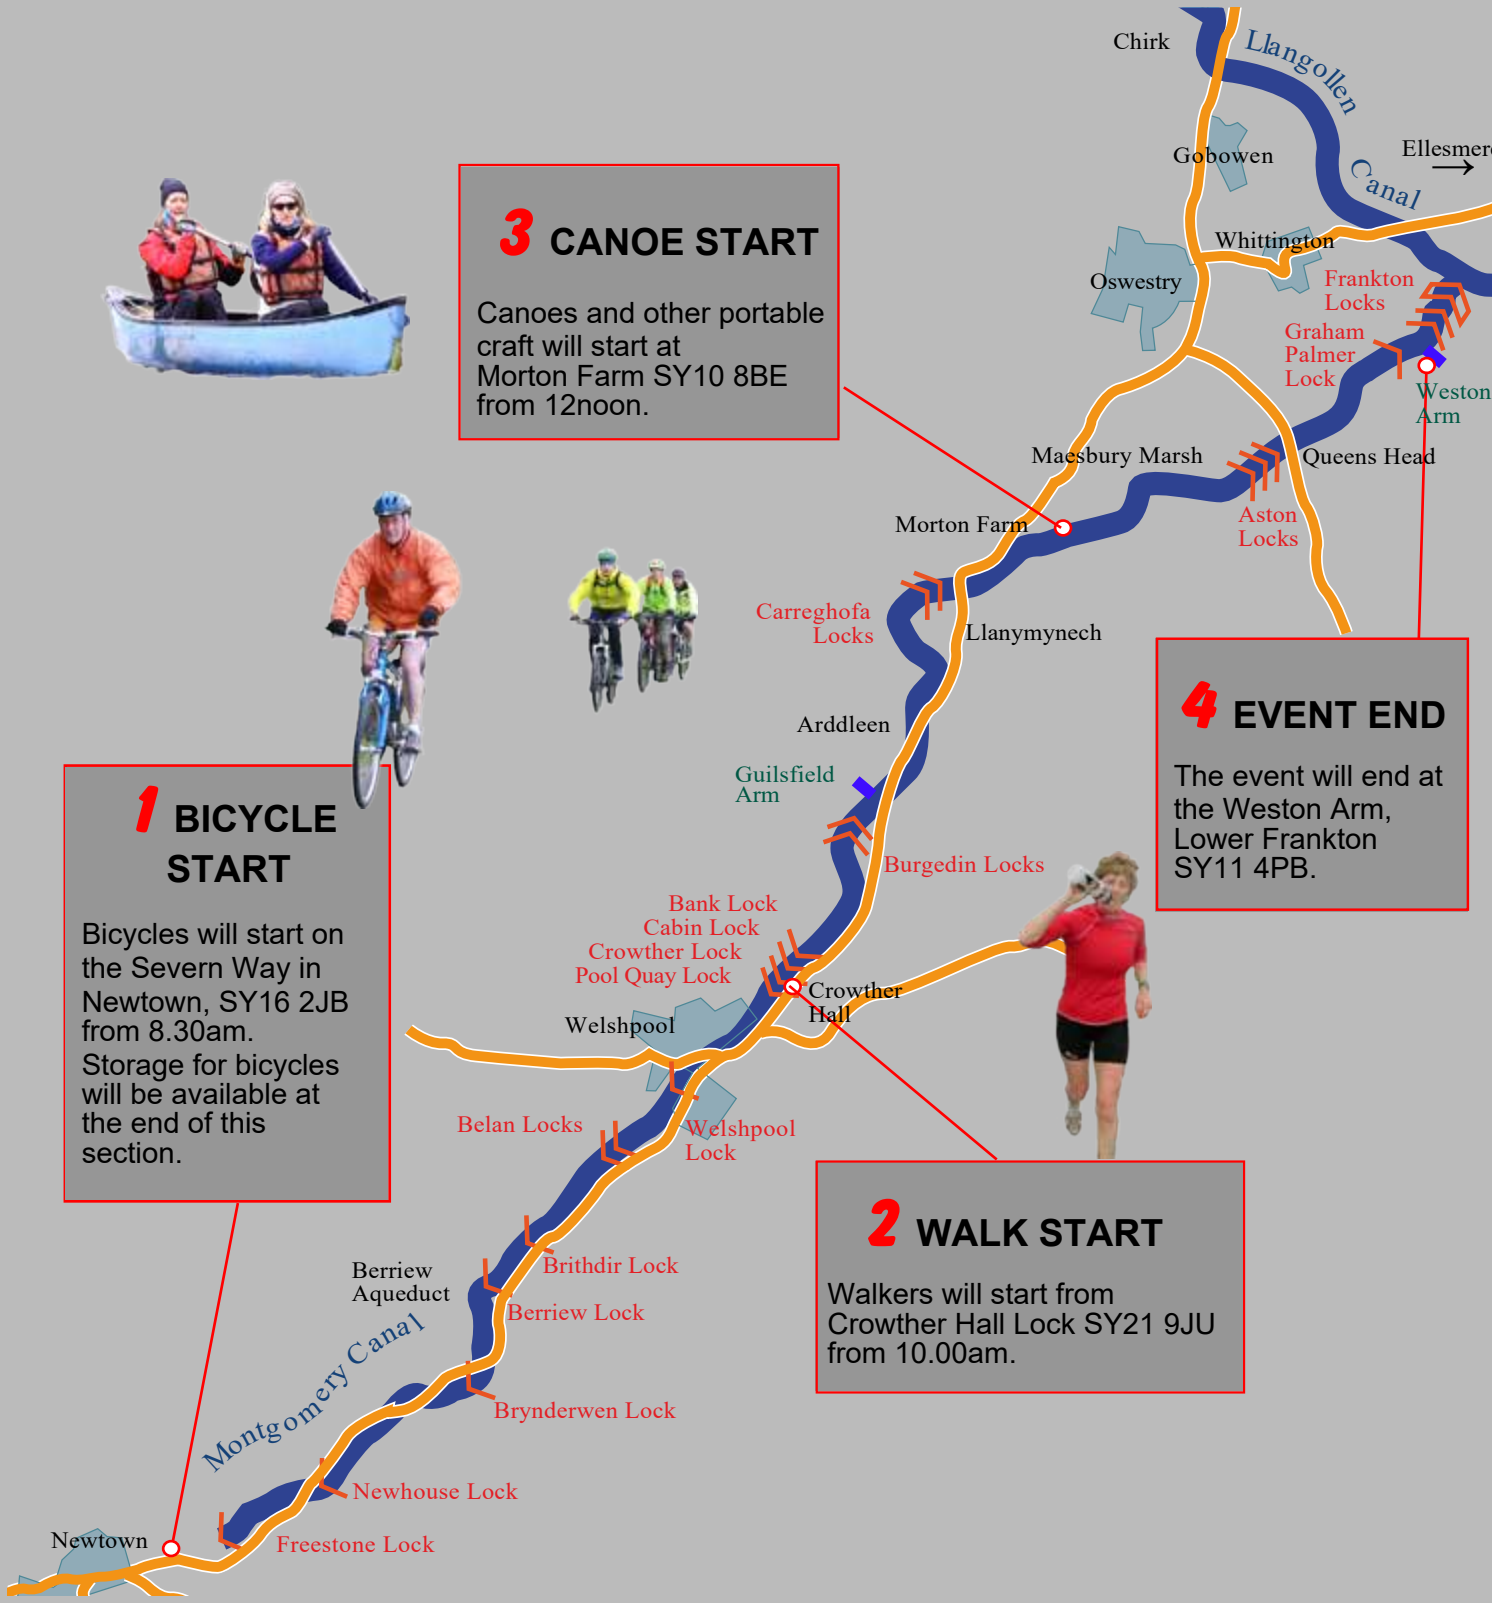 Chirk
Llangollen
Canal
Ellesmere
Gobowen
Whittington
Oswestry
Frankton
Locks
Graham
Palmer
Lock
Weston
Arm
3 CANOE START
Canoes and other portable
craft will start at
Morton Farm SY10 8BE
from 12noon.
Maesbury Marsh
Queens Head
Aston
Locks
Morton Farm
Carreghofa
Locks
Llanymynech
Arddleen
Guilsfield
Arm
Burgedin Locks
4 EVENT END
The event will end at
the Weston Arm,
Lower Frankton
SY11 4PB.
1 BICYCLE
START
Bicycles will start on
the Severn Way in
Newtown, SY16 2JB
from 8.30am.
Storage for bicycles
will be available at
the end of this
section.
Bank Lock
Cabin Lock
Crowther Lock
Pool Quay Lock
Crowther
Hall
Welshpool
Belan Locks
Welshpool
Lock
2 WALK START
Walkers will start from
Crowther Hall Lock SY21 9JU
from 10.00am.
Brithdir Lock
Berriew
Aqueduct
Berriew Lock
Montgomery Canal
Brynderwen Lock
Newhouse Lock
Newtown
Freestone Lock